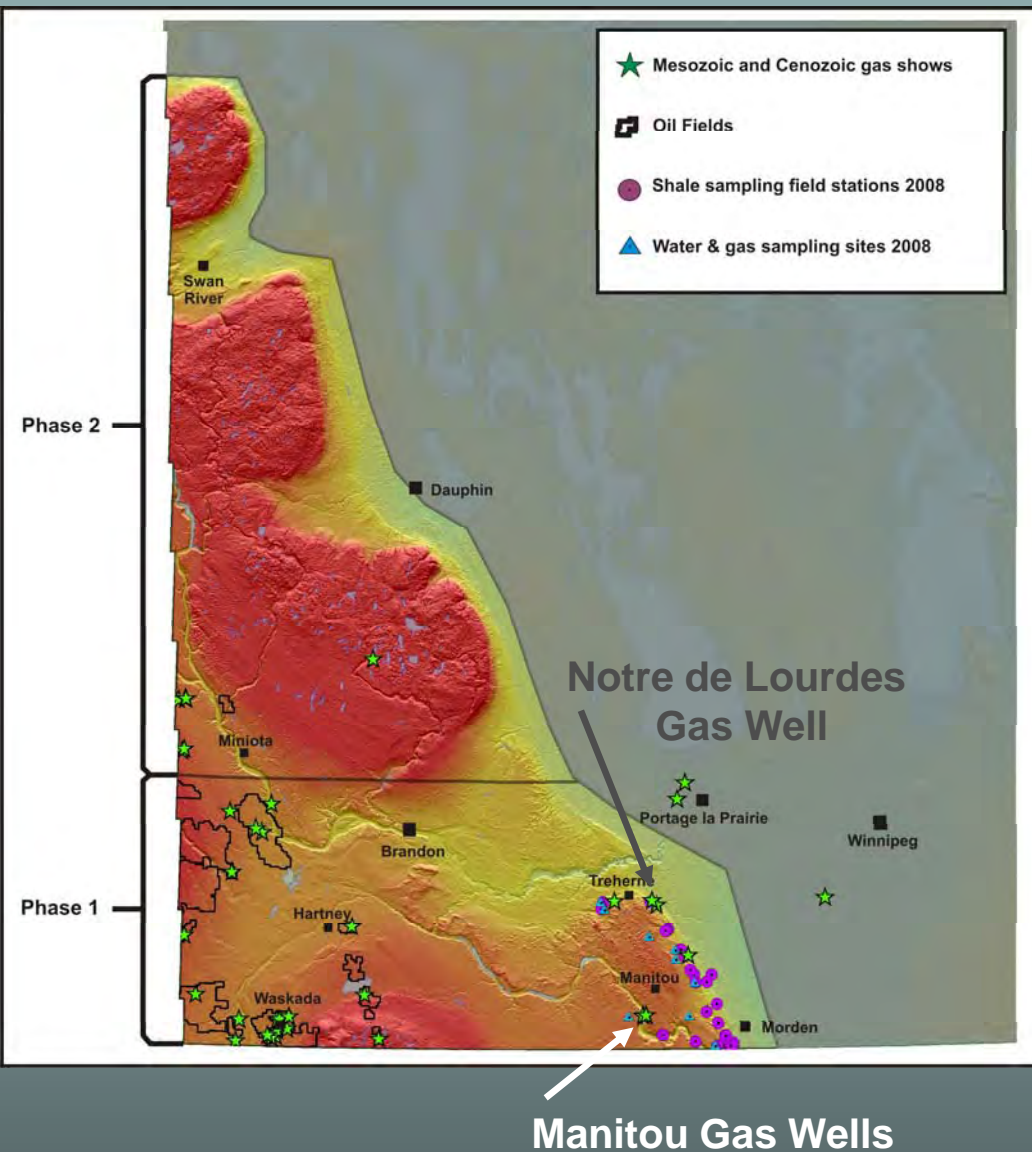 Mesozoic and Cenozoic gas shows
Oil Fields
Shale sampling field stations 2008
Water & gas sampling sites 2008
Swan
River
Phase 2
Dauphin
Notre de Lourdes
Gas Well
Miniota
Portage la Prairie
Winnipeg
Brandon
Treherne
Phase 1
Hartney
Manitou
Waskada
Morden
Manitou Gas Wells